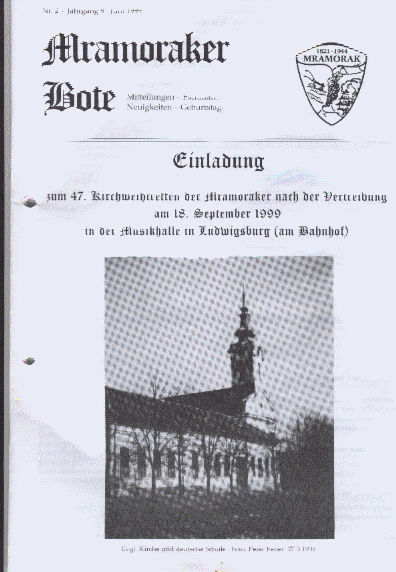 Nr. 2 - Jahrgang 9 Juni 1999
Mramoraker
Bote
Mitteilungen -
Neuigkeiten - Geburtstag
1821-1944
MRAMORAK
Einladung
zum 47. Kirchweihtreffen der Mramoraker nach der Vertreibung
am 18. September 1999
in der Musikhalle in Ludwigsburg (am Bahnhof)
Evgl. Kirche und deutsche Schule Foto: Peter